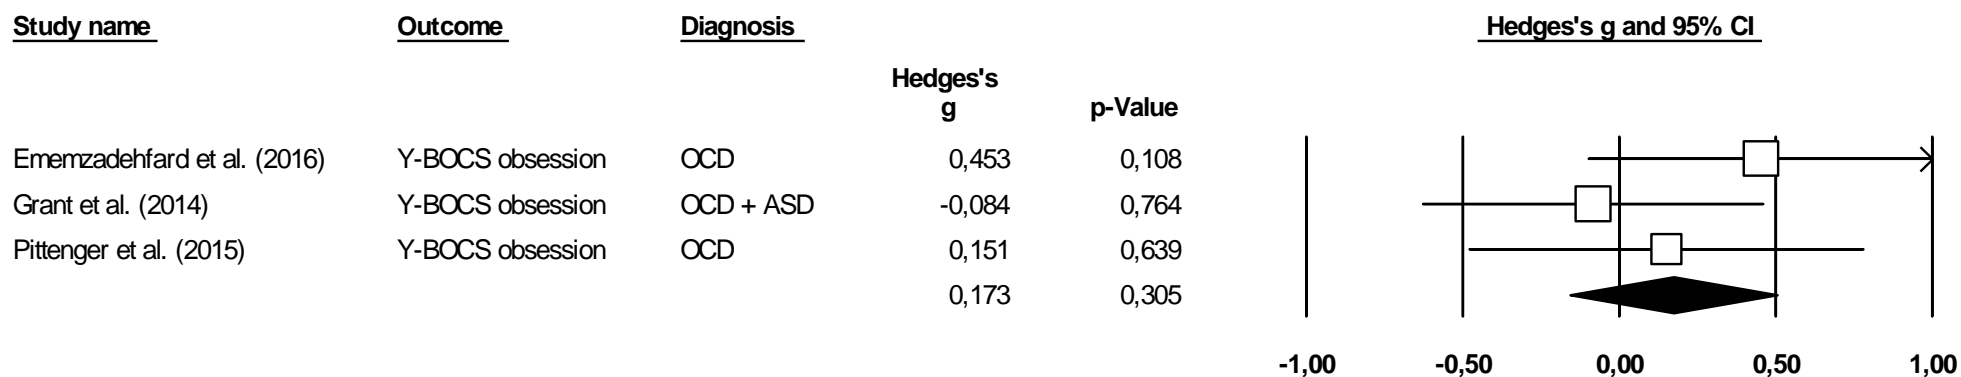 Study name Outcome Diagnosis Hedges's g and 95% CI
Hedges's
g p-Value
Ememzadehfard et al. (2016) Y-BOCS obsession OCD 0,453 0,108
Grant et al. (2014) Y-BOCS obsession OCD + ASD -0,084 0,764
Pittenger et al. (2015) Y-BOCS obsession OCD 0,151 0,639
0,173 0,305
-1,00 -0,50 0,00 0,50 1,00